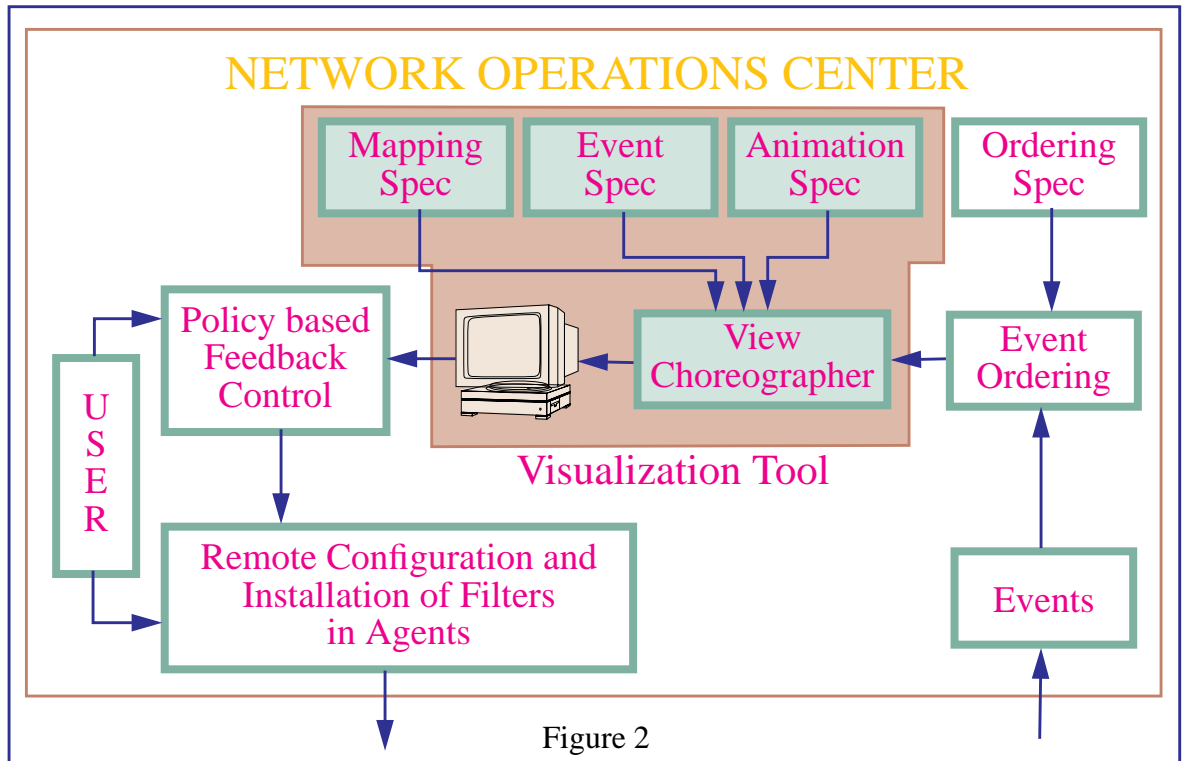 NETWORK OPERATIONS CENTER
Mapping
Spec
Event
Spec
Animation
Spec
Ordering
Spec
Policy based
Feedback
Control
View
Choreographer
Event
Ordering
U
S
E
R
Visualization Tool
Remote Configuration and
Installation of Filters
in Agents
Events
Figure 2